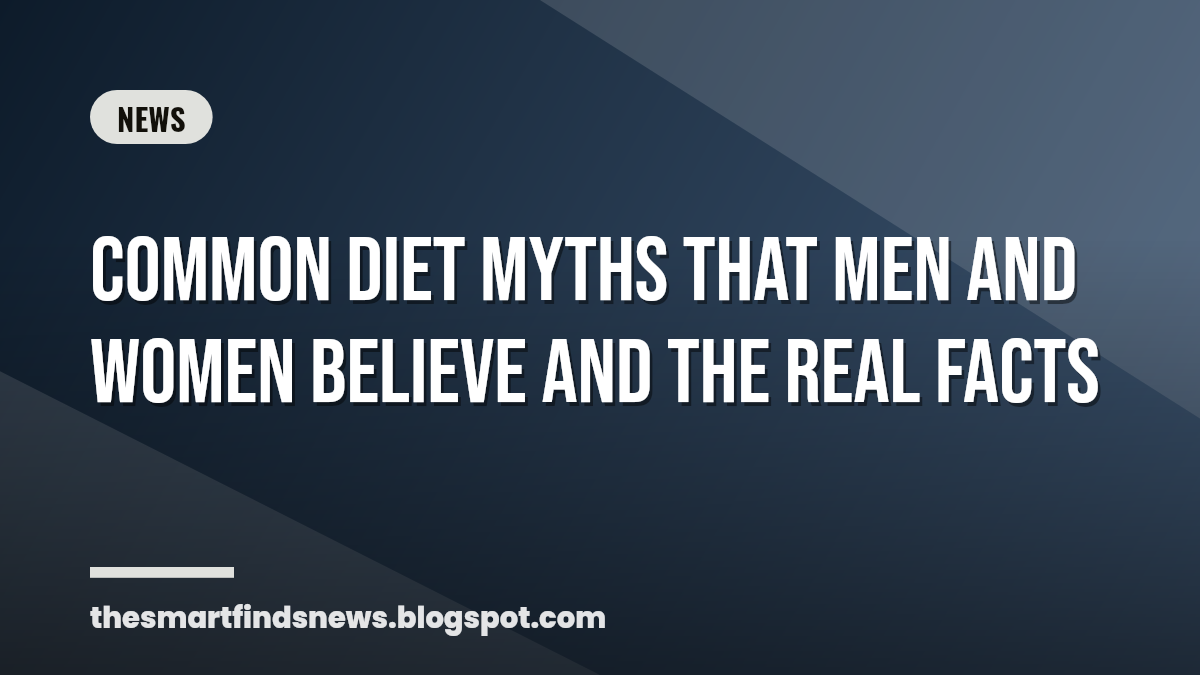 NEWS
COMMON DIET MYTHS THAT MEN AND
WOMEN BELIEVE AND THE REAL FACTS
thesmartfindsnews.blogspot.com